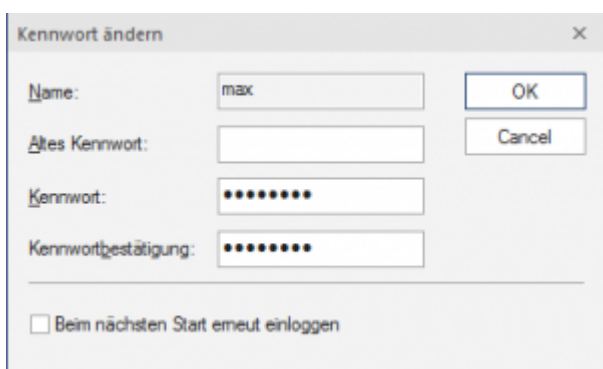 Kennwort ändern
Name: max OK
Altes Kennwort: Cancel
Kennwort: ••••••••
Kennwortbestätigung: ••••••••
Beim nächsten Start erneut einloggen